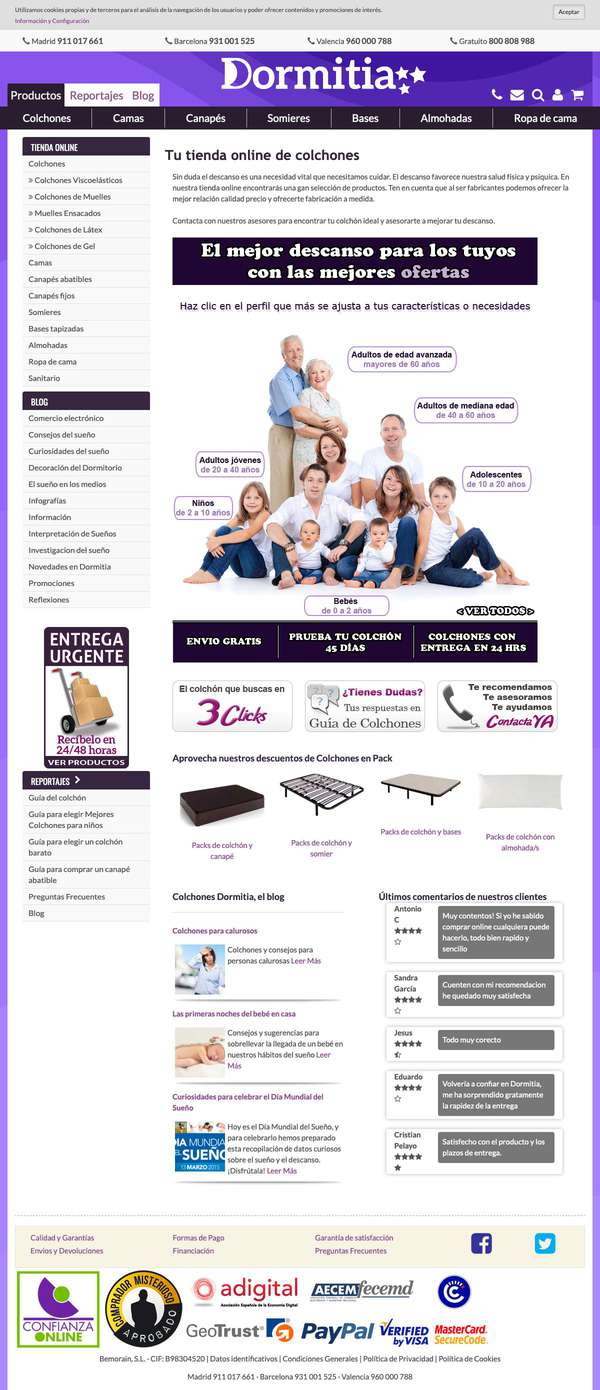 Utilizamos cookies propias y de terceros para el análisis de la navegación de los usuarios y poder ofrecer contenidos y promociones de interés.
Información y Configuración
Aceptar
Madrid 911 017 661
Barcelona 931 001 525
Valencia 960 000 788
Gratuito 800 808 988
Dormitia
Productos Reportajes Blog
Colchones Camas Canapés Somieres Bases Almohadas Ropa de cama
TIENDA ONLINE
Colchones
» Colchones Viscoelásticos
» Colchones de Muelles
» Muelles Ensacados
» Colchones de Látex
» Colchones de Gel
Camas
Canapés abatibles
Canapés fijos
Somieres
Bases tapizadas
Almohadas
Ropa de cama
Sanitario
BLOG
Comercio electrónico
Consejos del sueño
Curiosidades del sueño
Decoración del Dormitorio
El sueño en los medios
Infografías
Información
Interpretación de Sueños
Investigacion del sueño
Novedades en Dormitia
Promociones
Reflexiones
ENTREGA
URGENTE
Recíbelo en
24/48 horas
VER PRODUCTOS
REPORTAJES
Guía del colchón
Guía para elegir Mejores
Colchones para niños
Guía para elegir un colchón
barato
Guía para comprar un canapé
abatible
Preguntas Frecuentes
Blog
Tu tienda online de colchones
Sin duda el descanso es una necesidad vital que necesitamos cuidar. El descanso favorece nuestra salud física y psíquica. En
nuestra tienda online encontrarás una gan selección de productos. Ten en cuenta que al ser fabricantes podemos ofrecer la
mejor relación calidad precio y ofrecerte fabricación a medida.
Contacta con nuestros asesores para encontrar tu colchón ideal y asesorarte a mejorar tu descanso.
El mejor descanso para los tuyos
con las mejores ofertas
Haz clic en el perfil que más se ajusta a tus características o necesidades
Adultos de edad avanzada
mayores de 60 años
Adultos de mediana edad
de 40 a 60 años
Adultos jóvenes
de 20 a 40 años
Adolescentes
de 10 a 20 años
Niños
de 2 a 10 años
Bebés
de 0 a 2 años
< VER TODOS >
ENVIO GRATIS
PRUEBA TU COLCHÓN
45 DÍAS
COLCHONES CON
ENTREGA EN 24 HRS
El colchón que buscas en
3 Clicks
¿Tienes Dudas?
Tus respuestas en
Guía de Colchones
Te recomendamos
Te asesoramos
Te ayudamos
Contacta YA
Aprovecha nuestros descuentos de Colchones en Pack
Packs de colchón y
canapé
Packs de colchón y
somier
Packs de colchón y bases
Packs de colchón con
almohada/s
Colchones Dormitia, el blog
Colchones para calurosos
Colchones y consejos para
personas calurosas Leer Más
Las primeras noches del bebé en casa
Consejos y sugerencias para
sobrellevar la llegada de un bebé en
nuestros hábitos del sueño Leer
Más
Curiosidades para celebrar el Día Mundial del
Sueño
DIA MUNDIAL
SUEÑO
13 MARZO 2015
Hoy es el Día Mundial del Sueño, y
para celebrarlo hemos preparado
esta recopilación de datos curiosos
sobre el sueño y el descanso.
¡Disfrútala! Leer Más
Últimos comentarios de nuestros clientes
Antonio
C
Muy contentos! Si yo he sabido
comprar online cualquiera puede
hacerlo, todo bien rapido y
sencillo
Sandra
García
Cuenten con mi recomendacion
he quedado muy satisfecha
Jesus
Todo muy corecto
Eduardo
Volvería a confiar en Dormitia,
me ha sorprendido gratamente
la rapidez de la entrega
Cristian
Pelayo
Satisfecho con el producto y los
plazos de entrega.
Calidad y Garantías
Envios y Devoluciones
Formas de Pago
Financiación
Garantía de satisfacción
Preguntas Frecuentes
CONFIANZA
ONLINE
COMPRADOR MISTERIOSO
APROBADO
adigital
Asociación Española de la Economía Digital
AECEMfecemd
GeoTrust
PayPal
VERIFIED
by VISA
MasterCard.
SecureCode.
Bemorain, S.L. - CIF: B98304520 | Datos identificativos | Condiciones Generales | Política de Privacidad | Política de Cookies
Madrid 911 017 661 - Barcelona 931 001 525 - Valencia 960 000 788